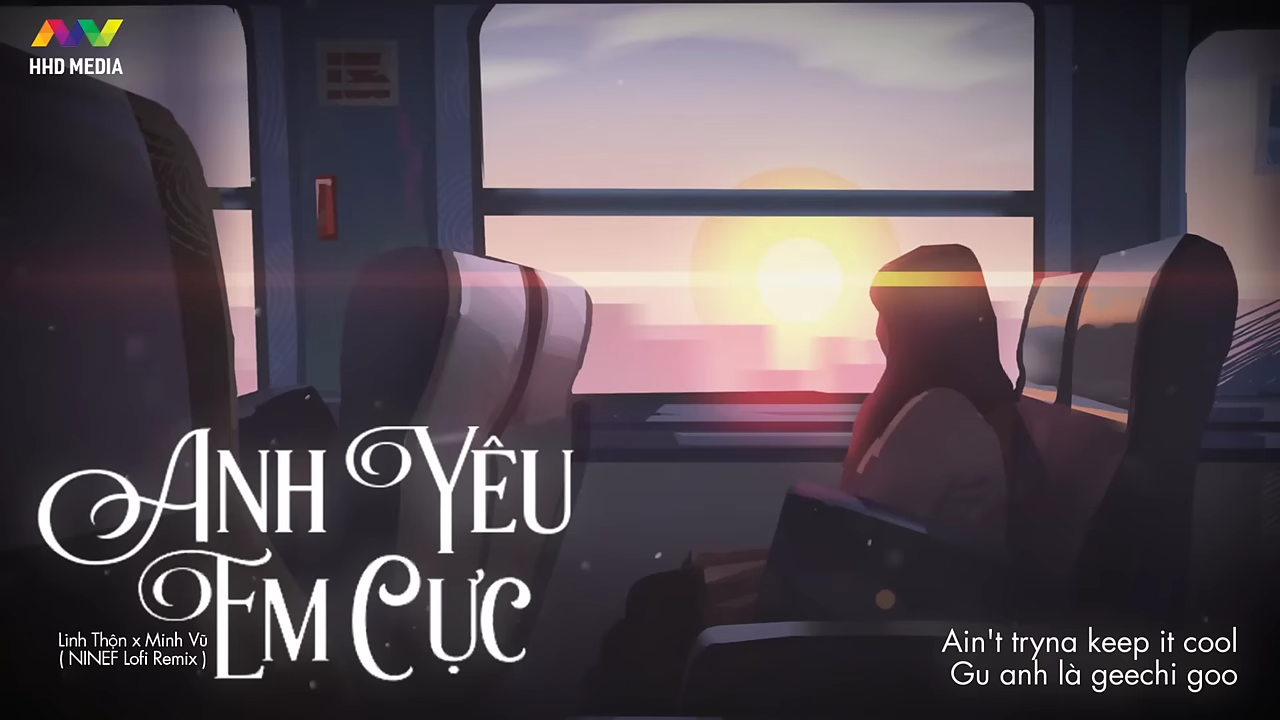 HHD MEDIA
ANH YÊU
EM CỰC
Linh Thộn x Minh Vũ
( NINEF Lofi Remix )
Ain't tryna keep it cool
Gu anh là geechi goo